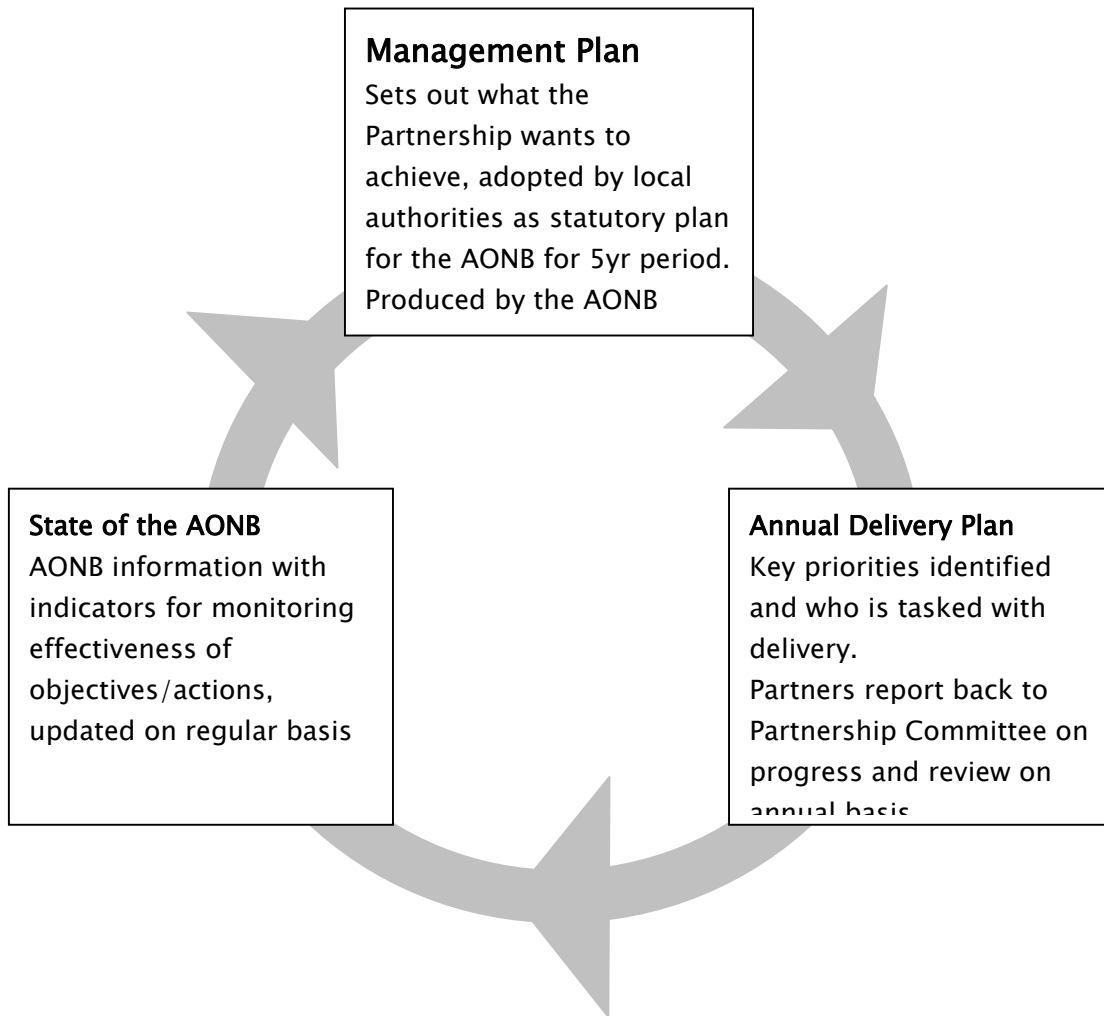 Management Plan
Sets out what the
Partnership wants to
achieve, adopted by local
authorities as statutory plan
for the AONB for 5yr period.
Produced by the AONB
State of the AONB
AONB information with
indicators for monitoring
effectiveness of
objectives/actions,
updated on regular basis
Annual Delivery Plan
Key priorities identified
and who is tasked with
delivery.
Partners report back to
Partnership Committee on
progress and review on
annual basis